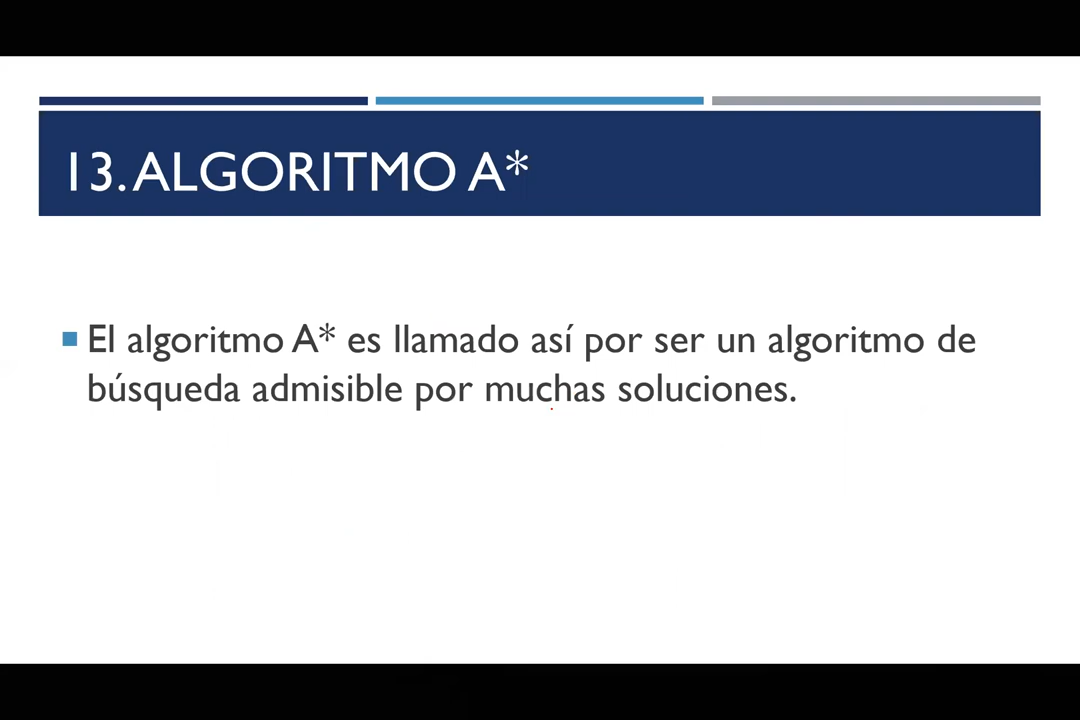 13. ALGORITMO A*
El algoritmo A* es llamado así por ser un algoritmo de
búsqueda admisible por muchas soluciones.